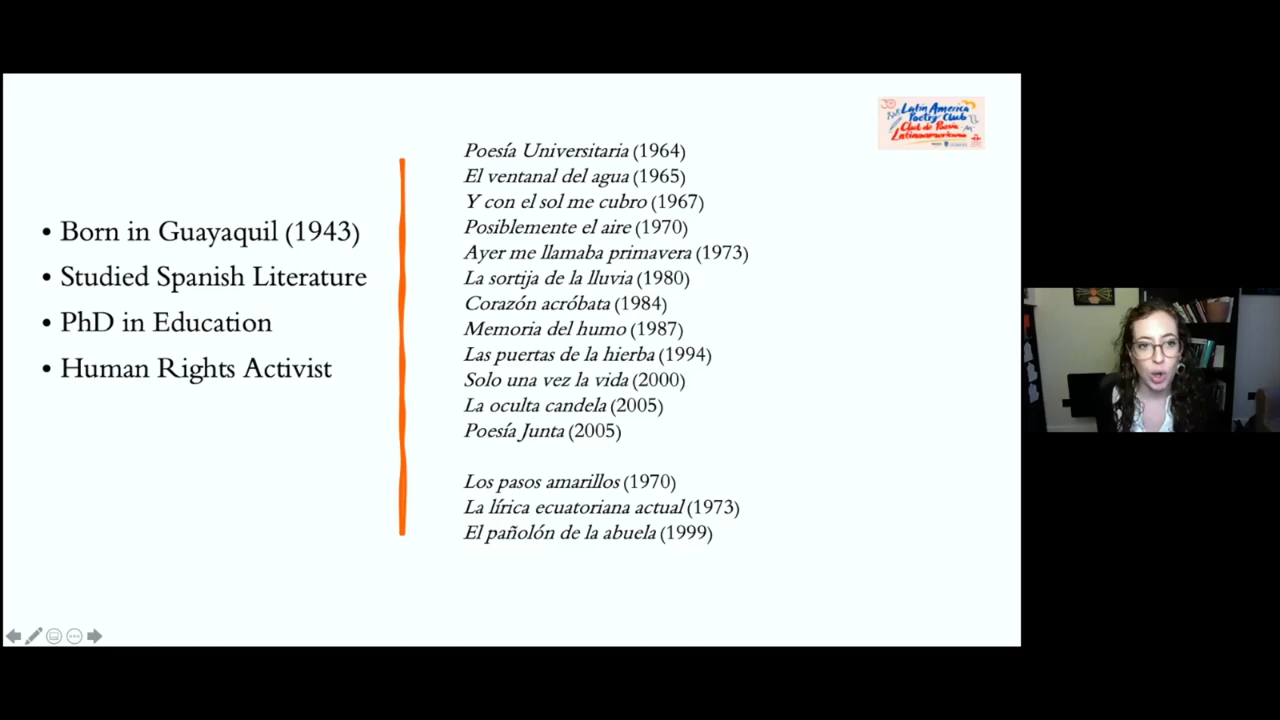 30
Latin America
Poetry Club
Club de Poesía
Latinoamericana
• Born in Guayaquil (1943)
• Studied Spanish Literature
• PhD in Education
• Human Rights Activist
Poesía Universitaria (1964)
El ventanal del agua (1965)
Y con el sol me cubro (1967)
Posiblemente el aire (1970)
Ayer me llamaba primavera (1973)
La sortija de la lluvia (1980)
Corazón acróbata (1984)
Memoria del humo (1987)
Las puertas de la hierba (1994)
Solo una vez la vida (2000)
La oculta candela (2005)
Poesía Junta (2005)
Los pasos amarillos (1970)
La lírica ecuatoriana actual (1973)
El pañolón de la abuela (1999)